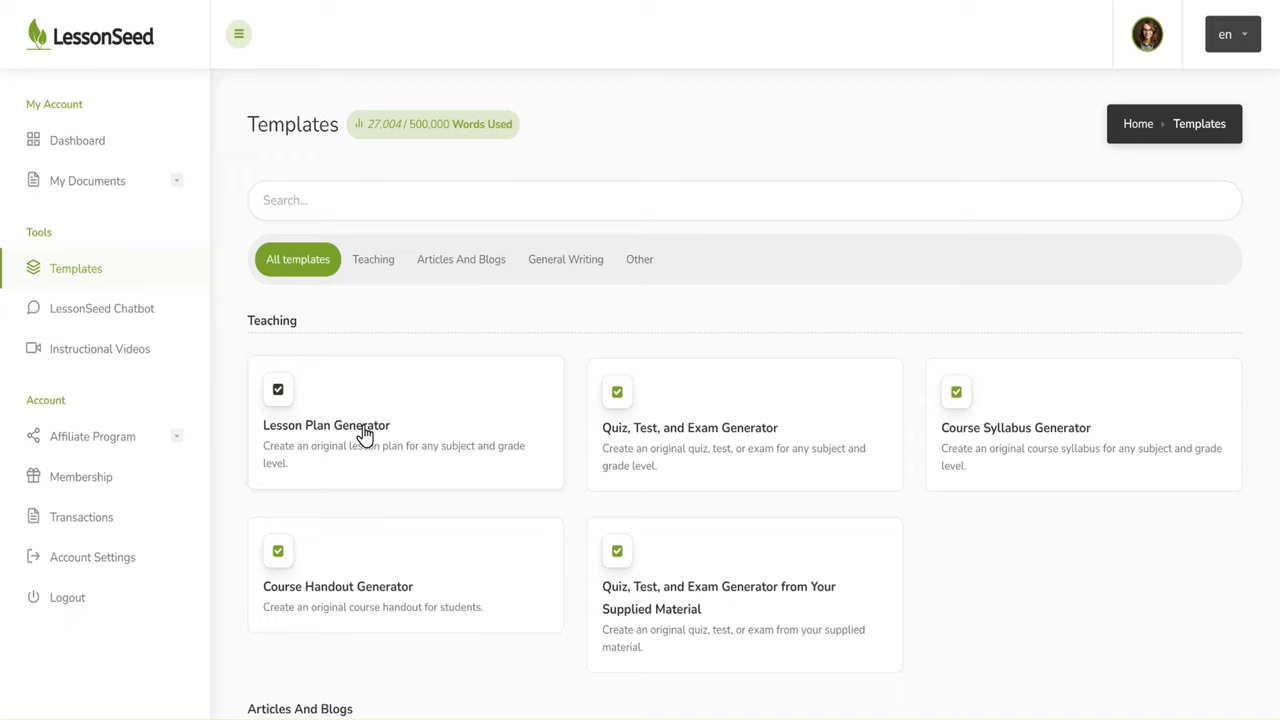 LessonSeed
en
My Account
Dashboard
My Documents
Tools
Templates
LessonSeed Chatbot
Instructional Videos
Account
Affiliate Program
Membership
Transactions
Account Settings
Logout
Templates
27,004 / 500,000 Words Used
Home › Templates
Search...
All templates
Teaching
Articles And Blogs
General Writing
Other
Teaching
Lesson Plan Generator
Create an original lesson plan for any subject and grade
level.
Quiz, Test, and Exam Generator
Create an original quiz, test, or exam for any subject and
grade level.
Course Syllabus Generator
Create an original course syllabus for any subject and grade
level.
Course Handout Generator
Create an original course handout for students.
Quiz, Test, and Exam Generator from Your
Supplied Material
Create an original quiz, test, or exam from your supplied
material.
Articles And Blogs